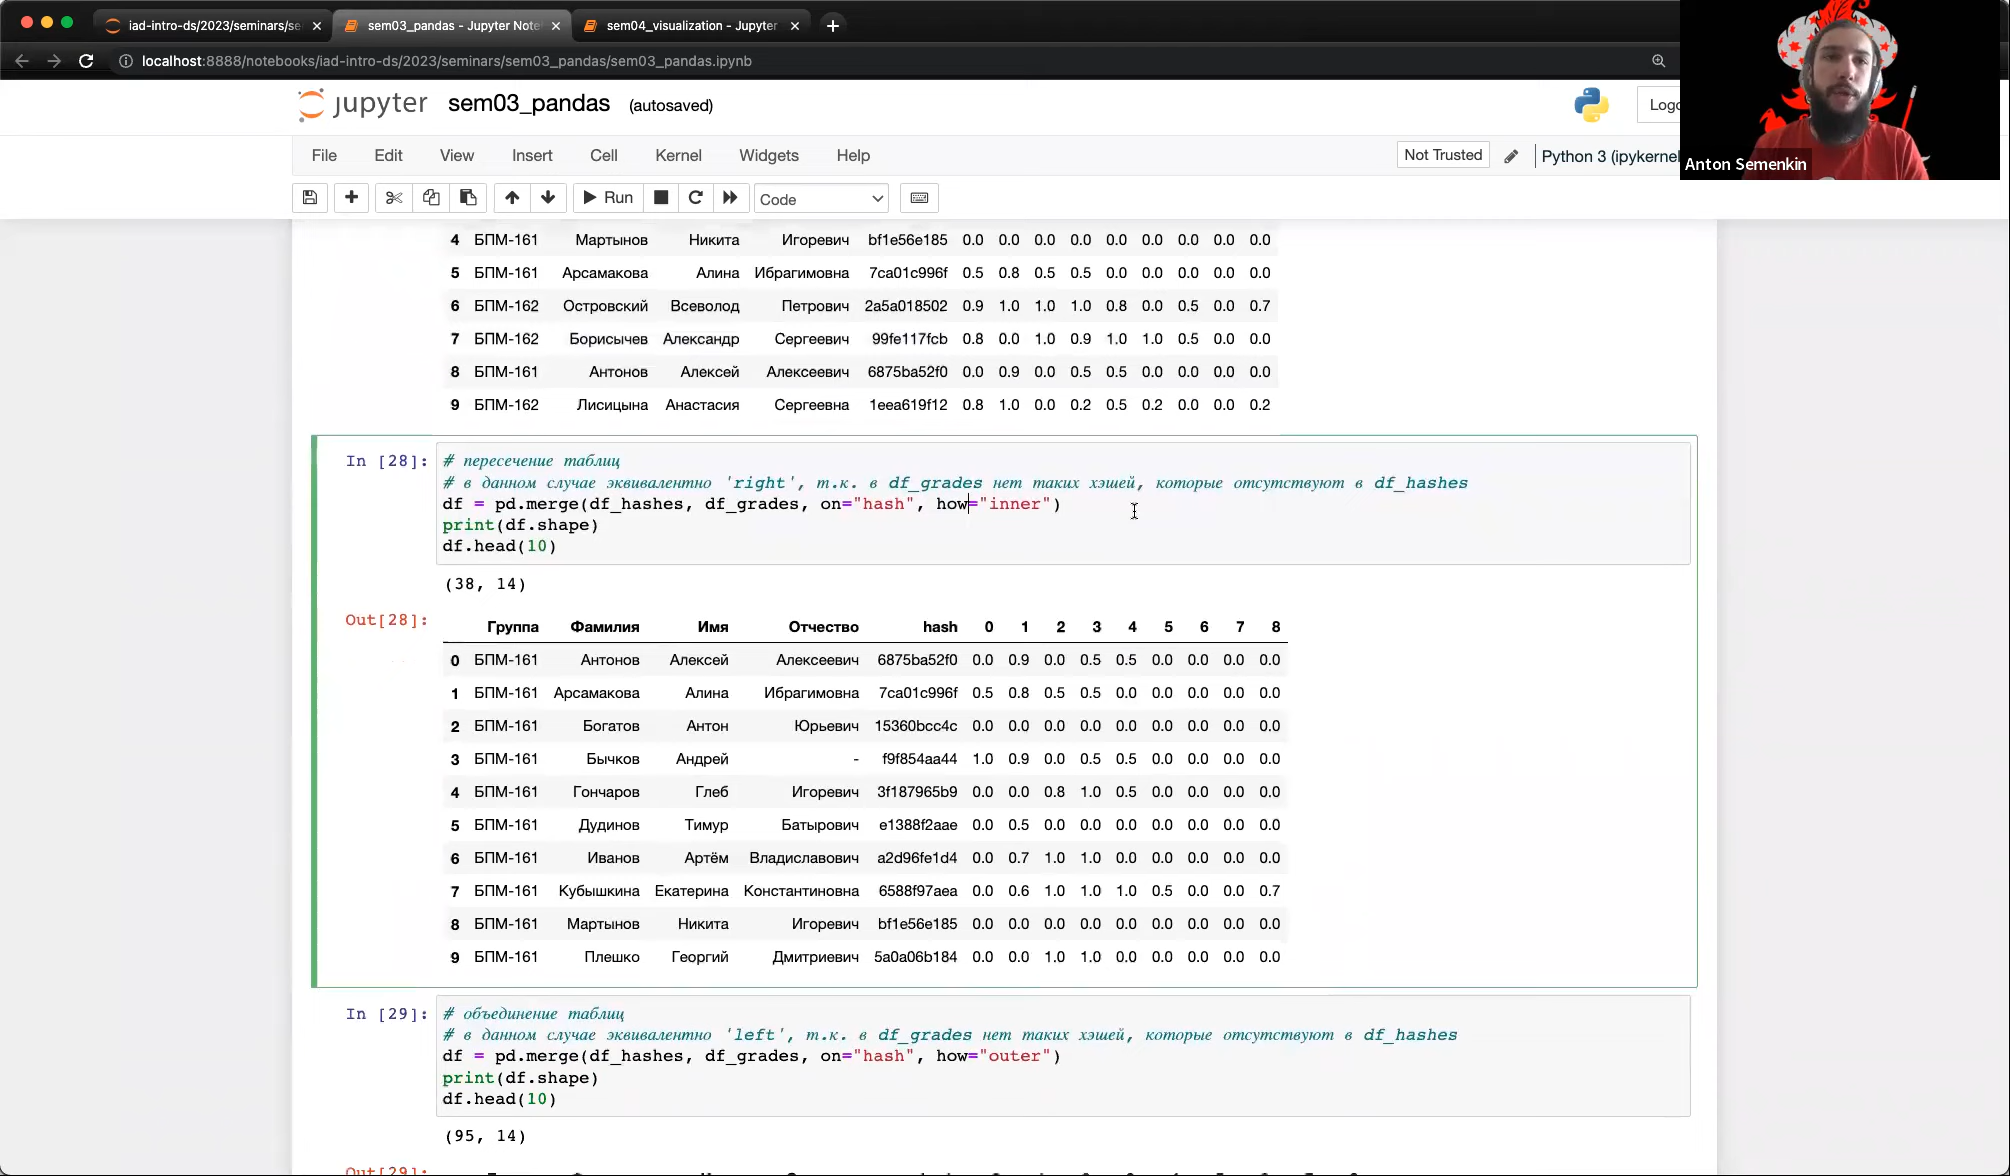 iad-intro-ds/2023/seminars/se
sem03_pandas - Jupyter Note
sem04_visualization - Jupyter
localhost:8888/notebooks/iad-intro-ds/2023/seminars/sem03_pandas/sem03_pandas.ipynb
jupyter sem03_pandas (autosaved)
Logo
Anton Semenkin
File Edit View Insert Cell Kernel Widgets Help
Not Trusted Python 3 (ipykernel
Run Code
4 БПМ-161 Мартынов Никита Игоревич bf1e56e185 0.0 0.0 0.0 0.0 0.0 0.0 0.0 0.0 0.0
5 БПМ-161 Арсамакова Алина Ибрагимовна 7ca01c996f 0.5 0.8 0.5 0.5 0.0 0.0 0.0 0.0 0.0
6 БПМ-162 Островский Всеволод Петрович 2a5a018502 0.9 1.0 1.0 1.0 0.8 0.0 0.5 0.0 0.7
7 БПМ-162 Борисычев Александр Сергеевич 99fe117fcb 0.8 0.0 1.0 0.9 1.0 1.0 0.5 0.0 0.0
8 БПМ-161 Антонов Алексей Алексеевич 6875ba52f0 0.0 0.9 0.0 0.5 0.5 0.0 0.0 0.0 0.0
9 БПМ-162 Лисицына Анастасия Сергеевна 1eea619f12 0.8 1.0 0.0 0.2 0.5 0.2 0.0 0.0 0.2
In [28]: # пересечение таблиц
# в данном случае эквивалентно 'right', т.к. в df_grades нет таких хэшей, которые отсутствуют в df_hashes
df = pd.merge(df_hashes, df_grades, on="hash", how="inner")
print(df.shape)
df.head(10)
(38, 14)
Out[28]:
Группа Фамилия Имя Отчество hash 0 1 2 3 4 5 6 7 8
0 БПМ-161 Антонов Алексей Алексеевич 6875ba52f0 0.0 0.9 0.0 0.5 0.5 0.0 0.0 0.0 0.0
1 БПМ-161 Арсамакова Алина Ибрагимовна 7ca01c996f 0.5 0.8 0.5 0.5 0.0 0.0 0.0 0.0 0.0
2 БПМ-161 Богатов Антон Юрьевич 15360bcc4c 0.0 0.0 0.0 0.0 0.0 0.0 0.0 0.0 0.0
3 БПМ-161 Бычков Андрей - f9f854aa44 1.0 0.9 0.0 0.5 0.5 0.0 0.0 0.0 0.0
4 БПМ-161 Гончаров Глеб Игоревич 3f187965b9 0.0 0.0 0.8 1.0 0.5 0.0 0.0 0.0 0.0
5 БПМ-161 Дудинов Тимур Батырович e1388f2aae 0.0 0.5 0.0 0.0 0.0 0.0 0.0 0.0 0.0
6 БПМ-161 Иванов Артём Владиславович a2d96fe1d4 0.0 0.7 1.0 1.0 0.0 0.0 0.0 0.0 0.0
7 БПМ-161 Кубышкина Екатерина Константиновна 6588f97aea 0.0 0.6 1.0 1.0 1.0 0.5 0.0 0.0 0.7
8 БПМ-161 Мартынов Никита Игоревич bf1e56e185 0.0 0.0 0.0 0.0 0.0 0.0 0.0 0.0 0.0
9 БПМ-161 Плешко Георгий Дмитриевич 5a0a06b184 0.0 0.0 1.0 1.0 0.0 0.0 0.0 0.0 0.0
In [29]: # объединение таблиц
# в данном случае эквивалентно 'left', т.к. в df_grades нет таких хэшей, которые отсутствуют в df_hashes
df = pd.merge(df_hashes, df_grades, on="hash", how="outer")
print(df.shape)
df.head(10)
(95, 14)
Out[29]: